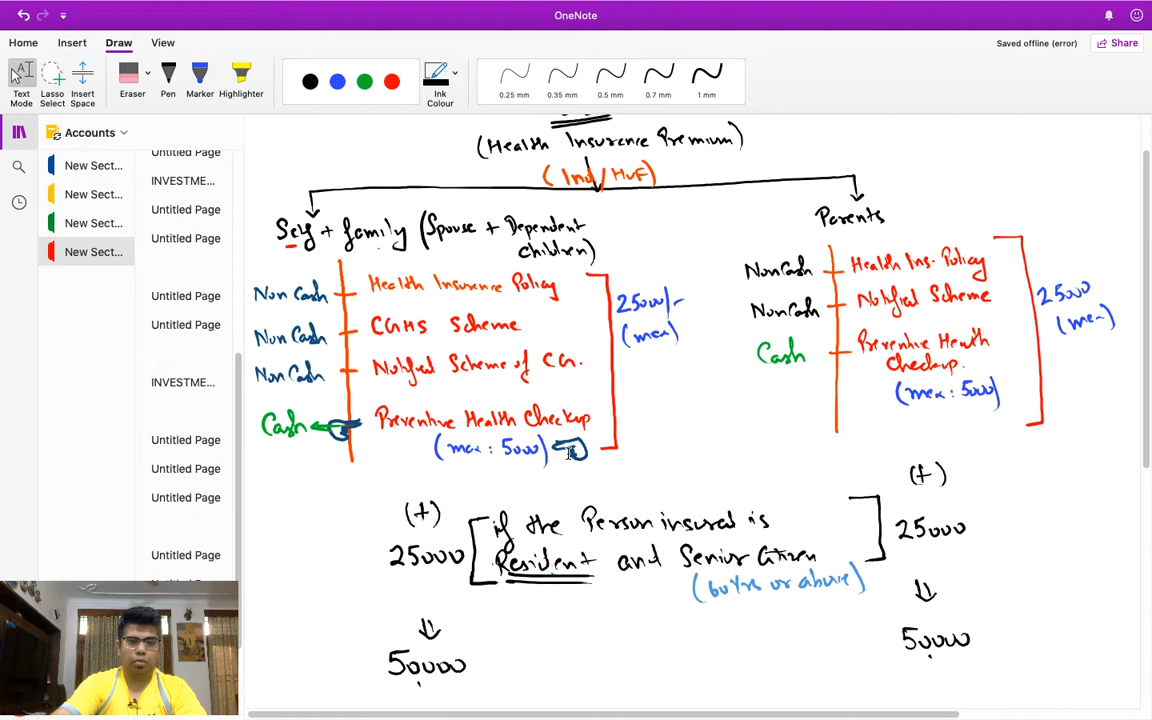 OneNote
Home Insert Draw View
Saved offline (error)
Share
Text Mode
Lasso Select
Insert Space
Eraser
Pen
Marker
Highlighter
Ink Colour
0.25 mm
0.35 mm
0.5 mm
0.7 mm
1 mm
Accounts
New Sect...
New Sect...
New Sect...
New Sect...
Untitled Page
INVESTME...
Untitled Page
Untitled Page
Untitled Page
Untitled Page
INVESTME...
Untitled Page
Untitled Page
Untitled Page
Untitled Page
(Health Insurance Premium)
(Ind/HUF)
Self + family (Spouse + Dependent
children)
Non Cash Health Insurance Policy
Non Cash CGHS Scheme
Non Cash Notified Scheme of CG.
Cash Preventive Health Checkup
(max : 5000)
25000/-
(max)
Parents
Non Cash Health Ins. Policy
Non Cash Notified Scheme
Cash Preventive Health
Checkup.
(max : 5000)
25000
(max)
(+)
25000
if the Person insured is
Resident and Senior Citizen
(60yrs or above)
(+)
25000
⇓
50000
⇓
50000